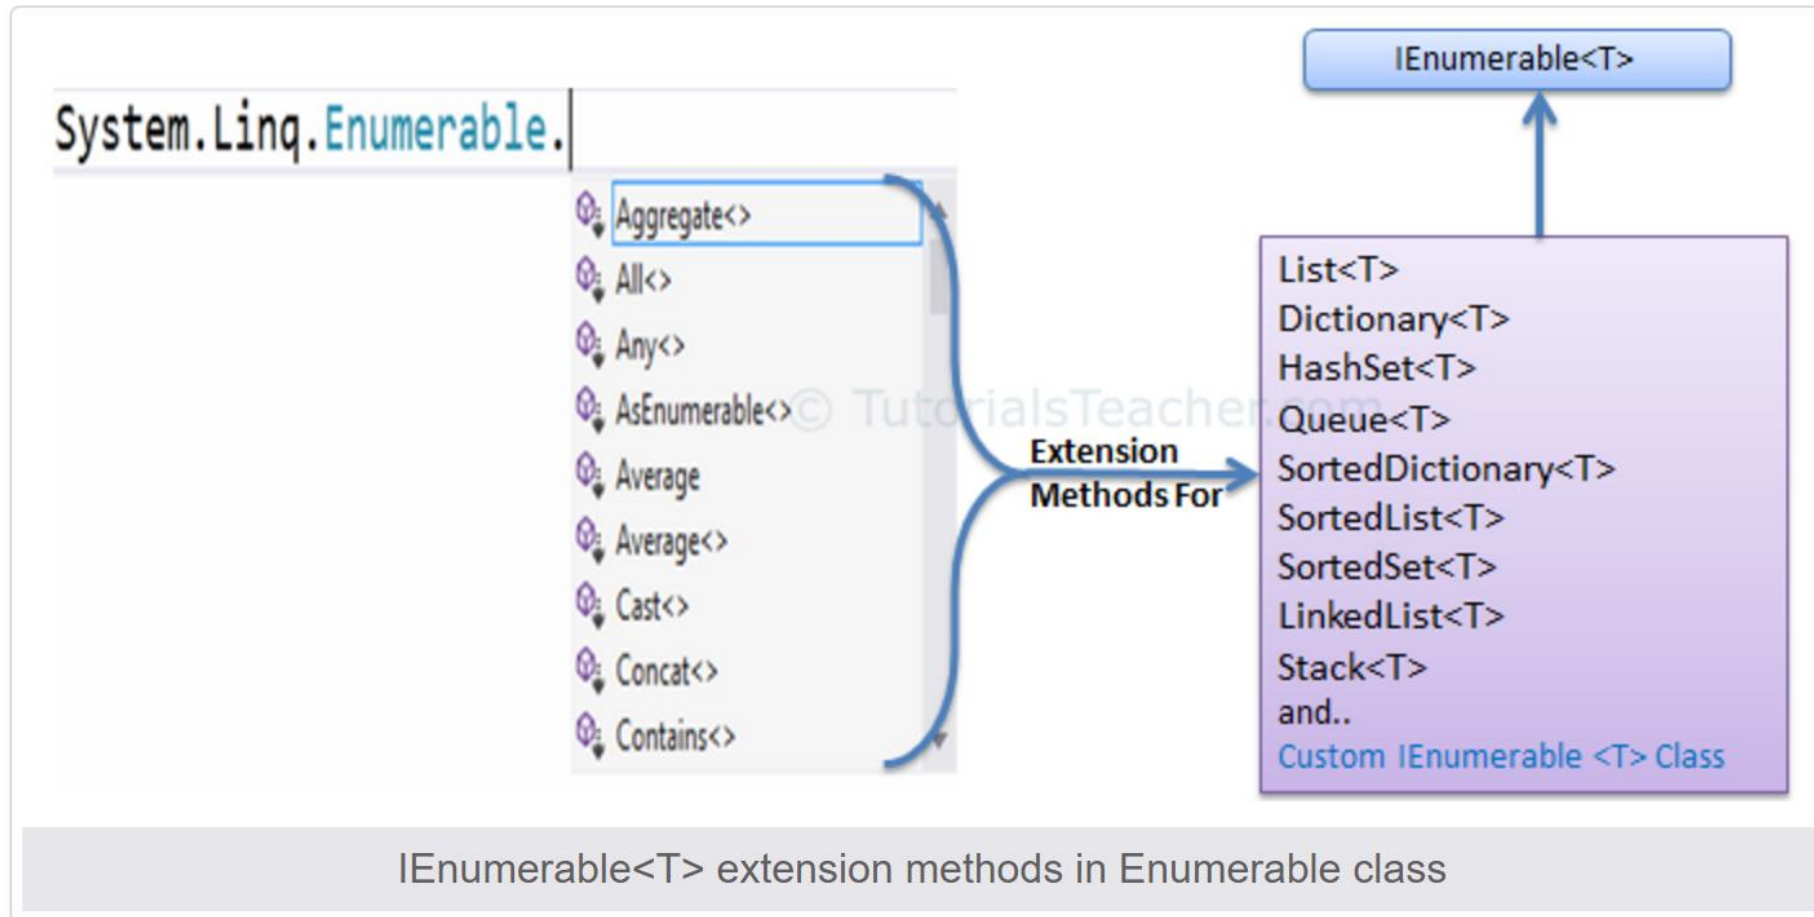 IEnumerable<T>
System.Linq.Enumerable.
Aggregate<>
All<>
Any<>
AsEnumerable<>
Average
Average<>
Cast<>
Concat<>
Contains<>
© TutorialsTeacher.com
Extension
Methods For
List<T>
Dictionary<T>
HashSet<T>
Queue<T>
SortedDictionary<T>
SortedList<T>
SortedSet<T>
LinkedList<T>
Stack<T>
and..
Custom IEnumerable <T> Class
IEnumerable<T> extension methods in Enumerable class